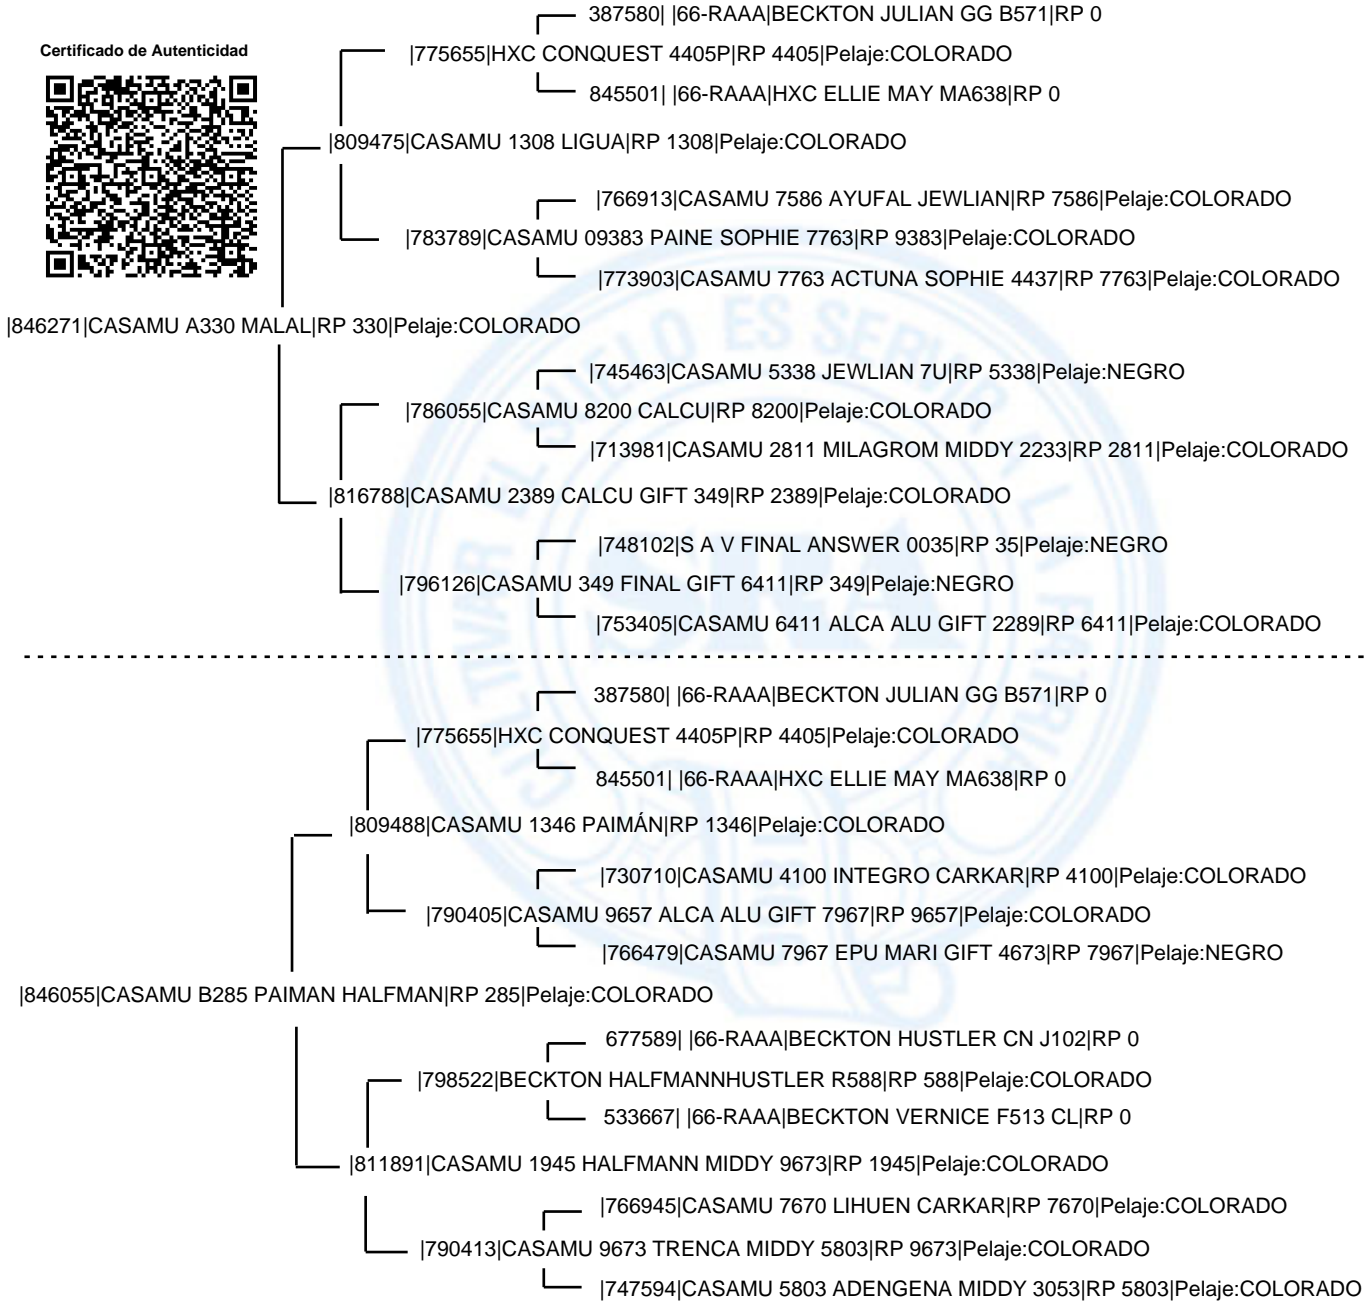 387580| |66-RAAA|BECKTON JULIAN GG B571|RP 0
Certificado de Autenticidad
|775655|HXC CONQUEST 4405P|RP 4405|Pelaje:COLORADO
845501| |66-RAAA|HXC ELLIE MAY MA638|RP 0
|809475|CASAMU 1308 LIGUA|RP 1308|Pelaje:COLORADO
|766913|CASAMU 7586 AYUFAL JEWLIAN|RP 7586|Pelaje:COLORADO
|783789|CASAMU 09383 PAINE SOPHIE 7763|RP 9383|Pelaje:COLORADO
|773903|CASAMU 7763 ACTUNA SOPHIE 4437|RP 7763|Pelaje:COLORADO
|846271|CASAMU A330 MALAL|RP 330|Pelaje:COLORADO
|745463|CASAMU 5338 JEWLIAN 7U|RP 5338|Pelaje:NEGRO
|786055|CASAMU 8200 CALCU|RP 8200|Pelaje:COLORADO
|713981|CASAMU 2811 MILAGROM MIDDY 2233|RP 2811|Pelaje:COLORADO
|816788|CASAMU 2389 CALCU GIFT 349|RP 2389|Pelaje:COLORADO
|748102|S A V FINAL ANSWER 0035|RP 35|Pelaje:NEGRO
|796126|CASAMU 349 FINAL GIFT 6411|RP 349|Pelaje:NEGRO
|753405|CASAMU 6411 ALCA ALU GIFT 2289|RP 6411|Pelaje:COLORADO
387580| |66-RAAA|BECKTON JULIAN GG B571|RP 0
|775655|HXC CONQUEST 4405P|RP 4405|Pelaje:COLORADO
845501| |66-RAAA|HXC ELLIE MAY MA638|RP 0
|809488|CASAMU 1346 PAIMÁN|RP 1346|Pelaje:COLORADO
|730710|CASAMU 4100 INTEGRO CARKAR|RP 4100|Pelaje:COLORADO
|790405|CASAMU 9657 ALCA ALU GIFT 7967|RP 9657|Pelaje:COLORADO
|766479|CASAMU 7967 EPU MARI GIFT 4673|RP 7967|Pelaje:NEGRO
|846055|CASAMU B285 PAIMAN HALFMAN|RP 285|Pelaje:COLORADO
677589| |66-RAAA|BECKTON HUSTLER CN J102|RP 0
|798522|BECKTON HALFMANNHUSTLER R588|RP 588|Pelaje:COLORADO
533667| |66-RAAA|BECKTON VERNICE F513 CL|RP 0
|811891|CASAMU 1945 HALFMANN MIDDY 9673|RP 1945|Pelaje:COLORADO
|766945|CASAMU 7670 LIHUEN CARKAR|RP 7670|Pelaje:COLORADO
|790413|CASAMU 9673 TRENCA MIDDY 5803|RP 9673|Pelaje:COLORADO
|747594|CASAMU 5803 ADENGENA MIDDY 3053|RP 5803|Pelaje:COLORADO
CULTIVAR EL SUELO ES SERVIR A LA PATRIA
SRA
1866